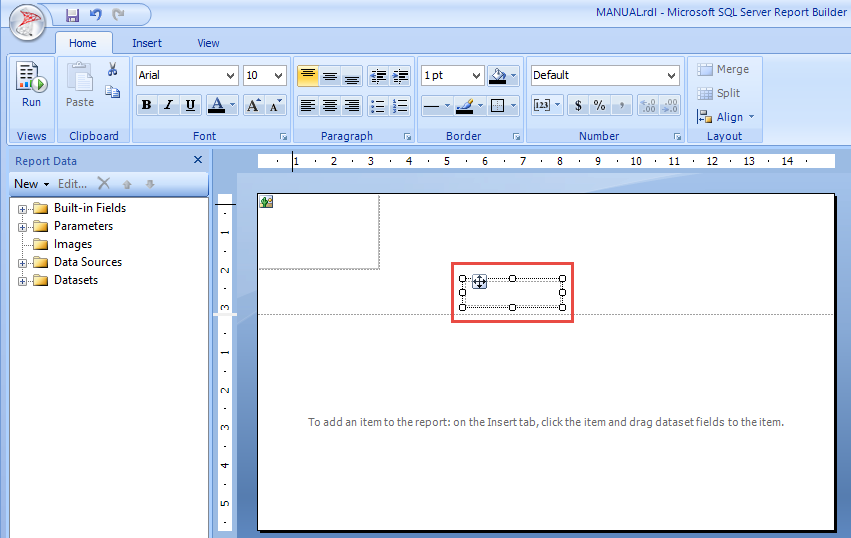 MANUAL.rdl - Microsoft SQL Server Report Builder
Home Insert View
Run
Views
Paste
Clipboard
Arial 10
B I U A A A
Font
Paragraph
1 pt
Border
Default
123 $ % ,
Number
Merge
Split
Align
Layout
Report Data
New Edit...
Built-in Fields
Parameters
Images
Data Sources
Datasets
1 2 3 4 5 6 7 8 9 10 11 12 13 14
1
2
3
1
2
3
4
5
To add an item to the report: on the Insert tab, click the item and drag dataset fields to the item.